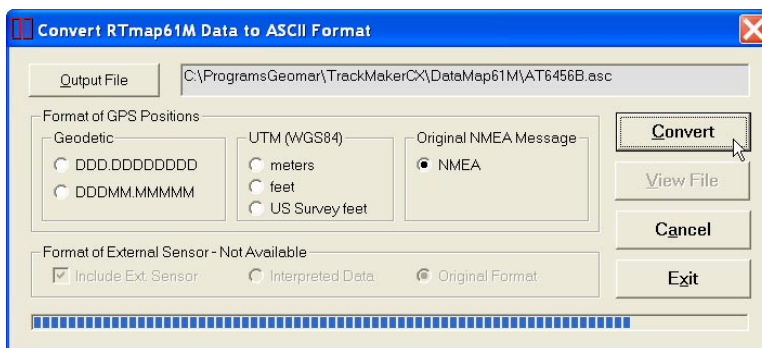 Convert RTmap61M Data to ASCII Format
Output File
C:\ProgramsGeomar\TrackMakerCX\DataMap61M\AT6456B.asc
Format of GPS Positions
Geodetic
DDD.DDDDDDDD
DDDMM.MMMMM
UTM (WGS84)
meters
feet
US Survey feet
Original NMEA Message
NMEA
Format of External Sensor - Not Available
Include Ext. Sensor
Interpreted Data
Original Format
Convert
View File
Cancel
Exit